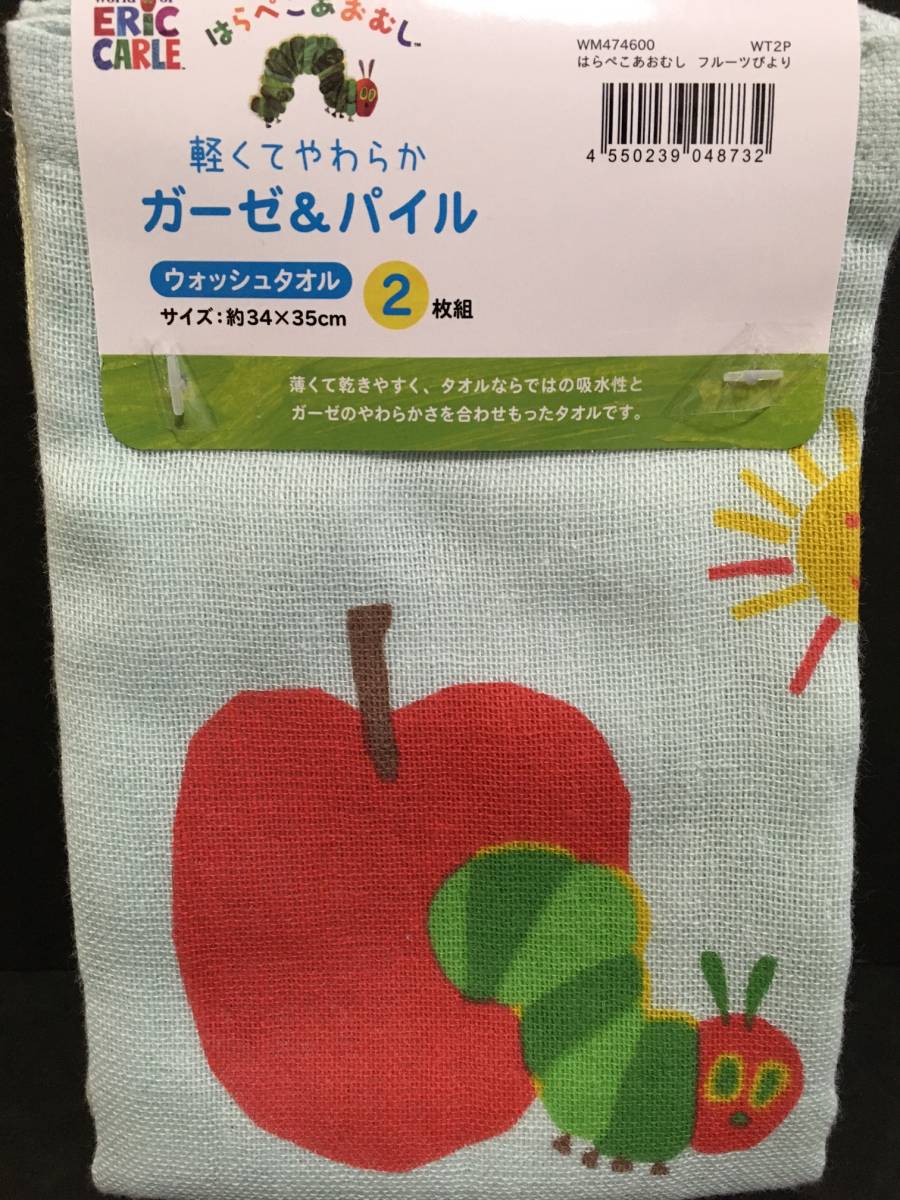 World of
ERIC
CARLE™
はらぺこあおむし™
WM474600 WT2P
はらぺこあおむし フルーツびより
4 550239 048732
軽くてやわらか
ガーゼ&パイル
ウォッシュタオル
サイズ:約34×35cm
2枚組
薄くて乾きやすく、タオルならではの吸水性と
ガーゼのやわらかさを合わせもったタオルです。